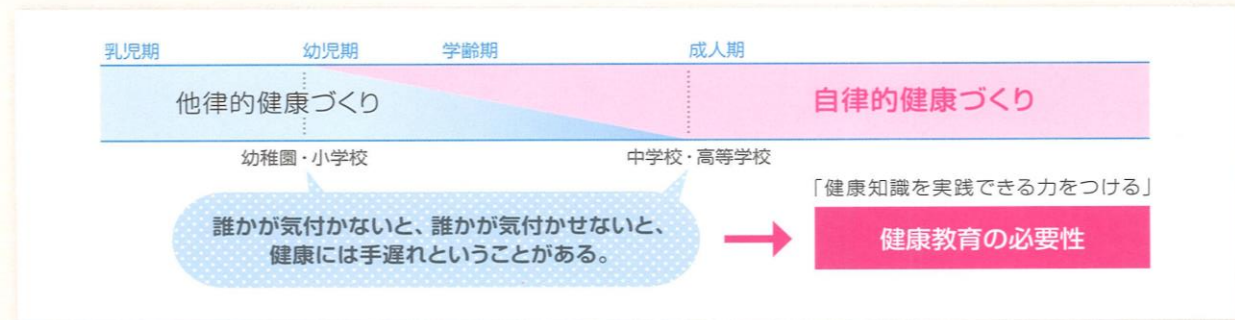 乳児期
幼児期
学齢期
成人期
他律的健康づくり
自律的健康づくり
幼稚園・小学校
中学校・高等学校
誰かが気付かないと、誰かが気付かせないと、
健康には手遅れということがある。
「健康知識を実践できる力をつける」
健康教育の必要性